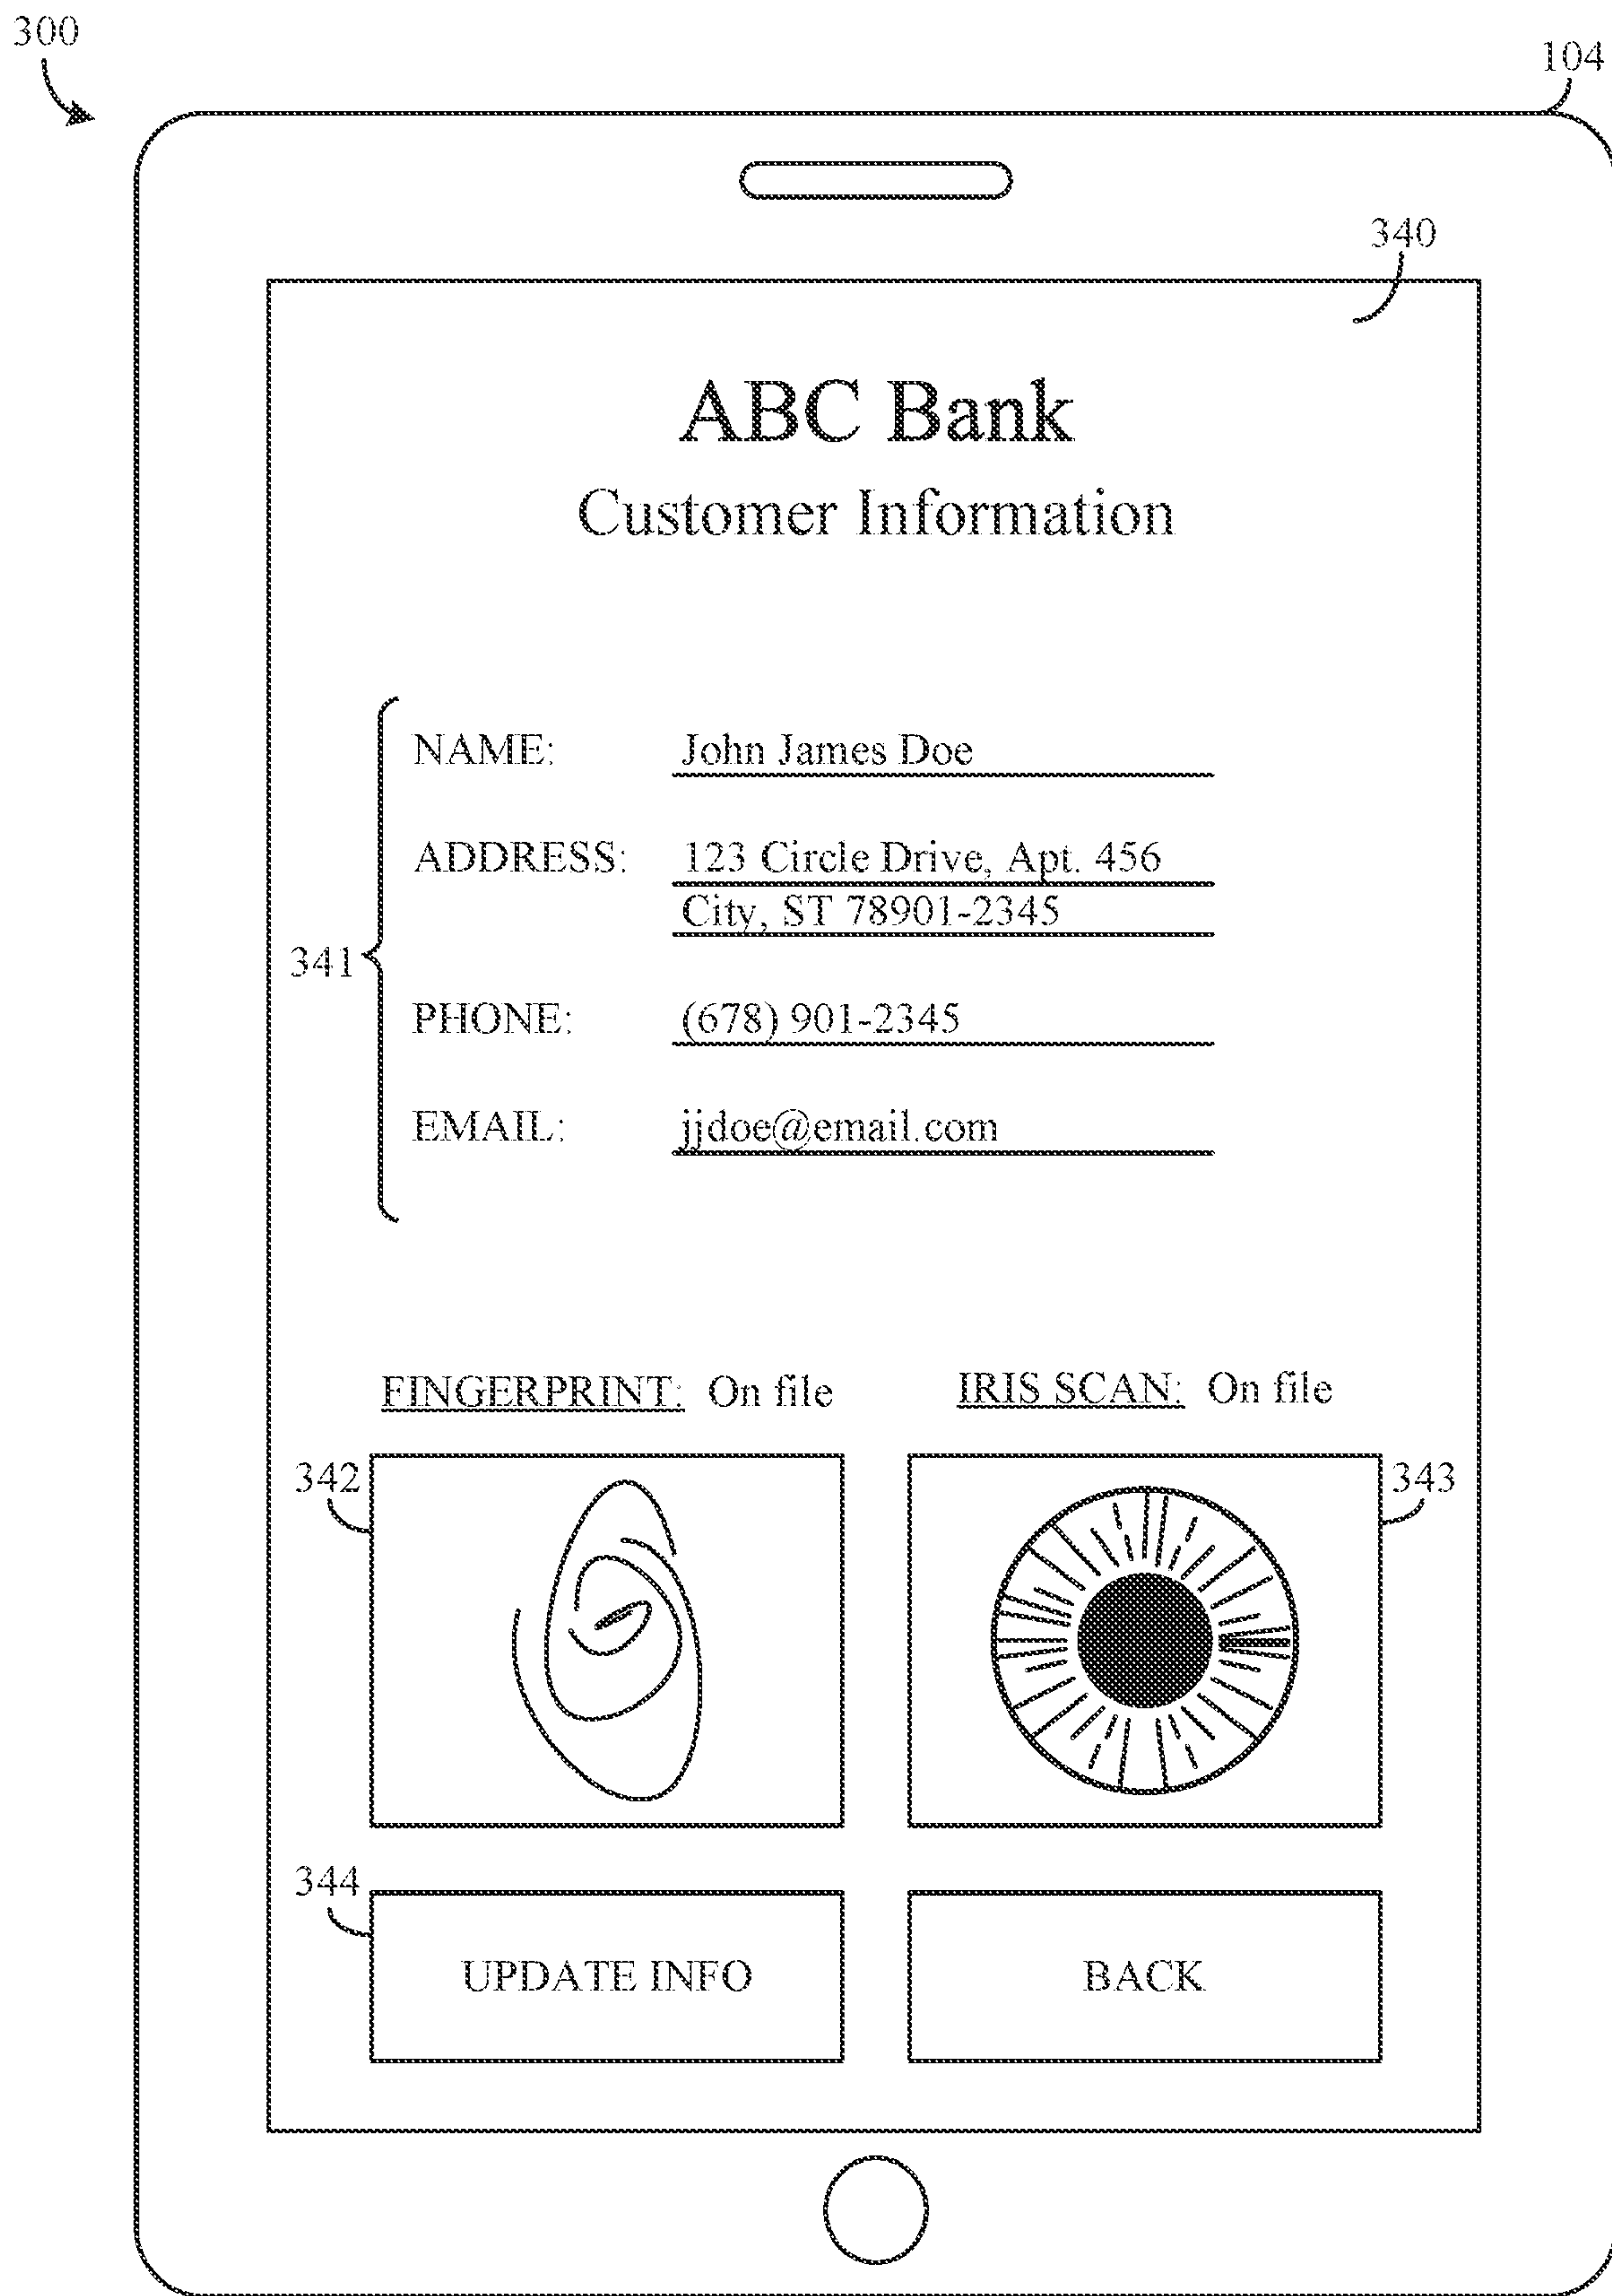 300
104
340
ABC Bank
Customer Information
NAME: John James Doe
ADDRESS: 123 Circle Drive, Apt. 456
City, ST 78901-2345
341
PHONE: (678) 901-2345
EMAIL: jjdoe@email.com
FINGERPRINT: On file IRIS SCAN: On file
342 343
344
UPDATE INFO BACK